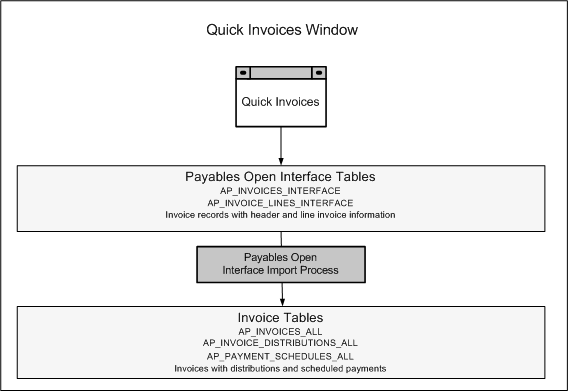 Quick Invoices Window
Quick Invoices
Payables Open Interface Tables
AP_INVOICES_INTERFACE
AP_INVOICE_LINES_INTERFACE
Invoice records with header and line invoice information
Payables Open
Interface Import Process
Invoice Tables
AP_INVOICES_ALL
AP_INVOICE_DISTRIBUTIONS_ALL
AP_PAYMENT_SCHEDULES_ALL
Invoices with distributions and scheduled payments